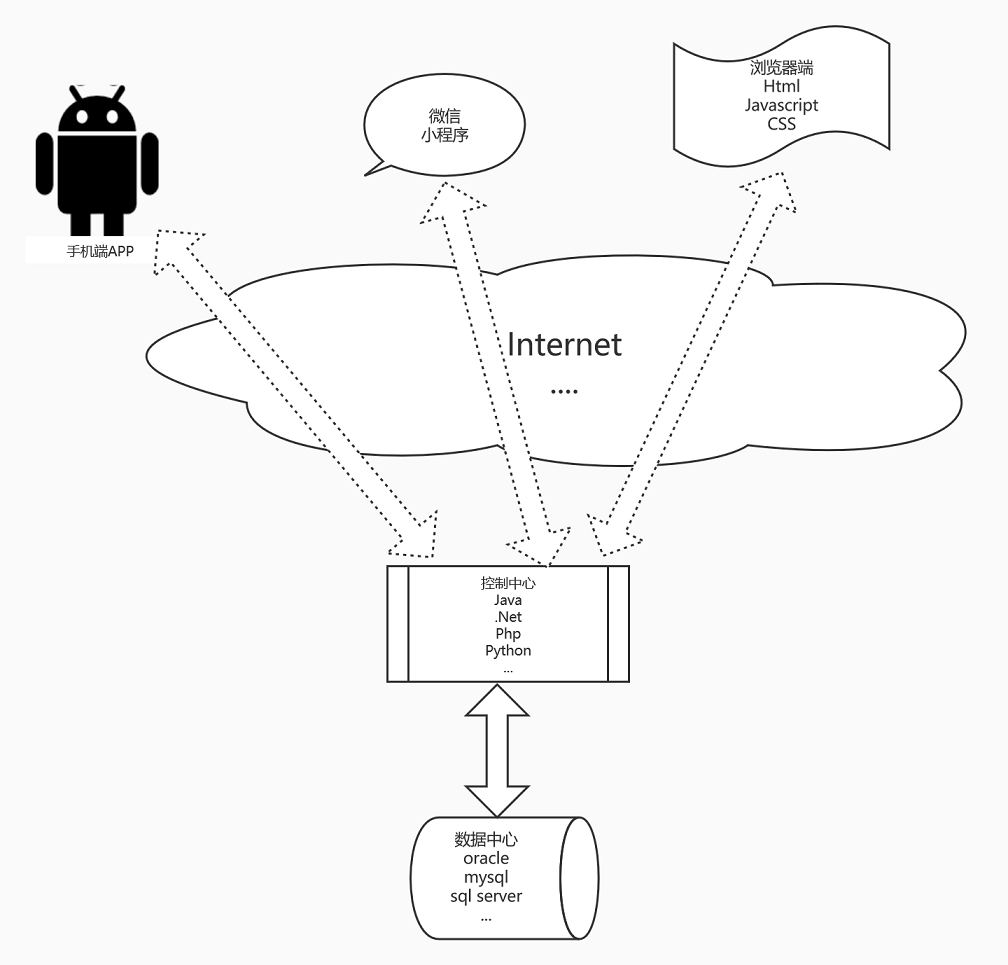 浏览器端
Html
Javascript
CSS
微信
小程序
手机端APP
Internet
....
控制中心
Java
.Net
Php
Python
...
数据中心
oracle
mysql
sql server
...